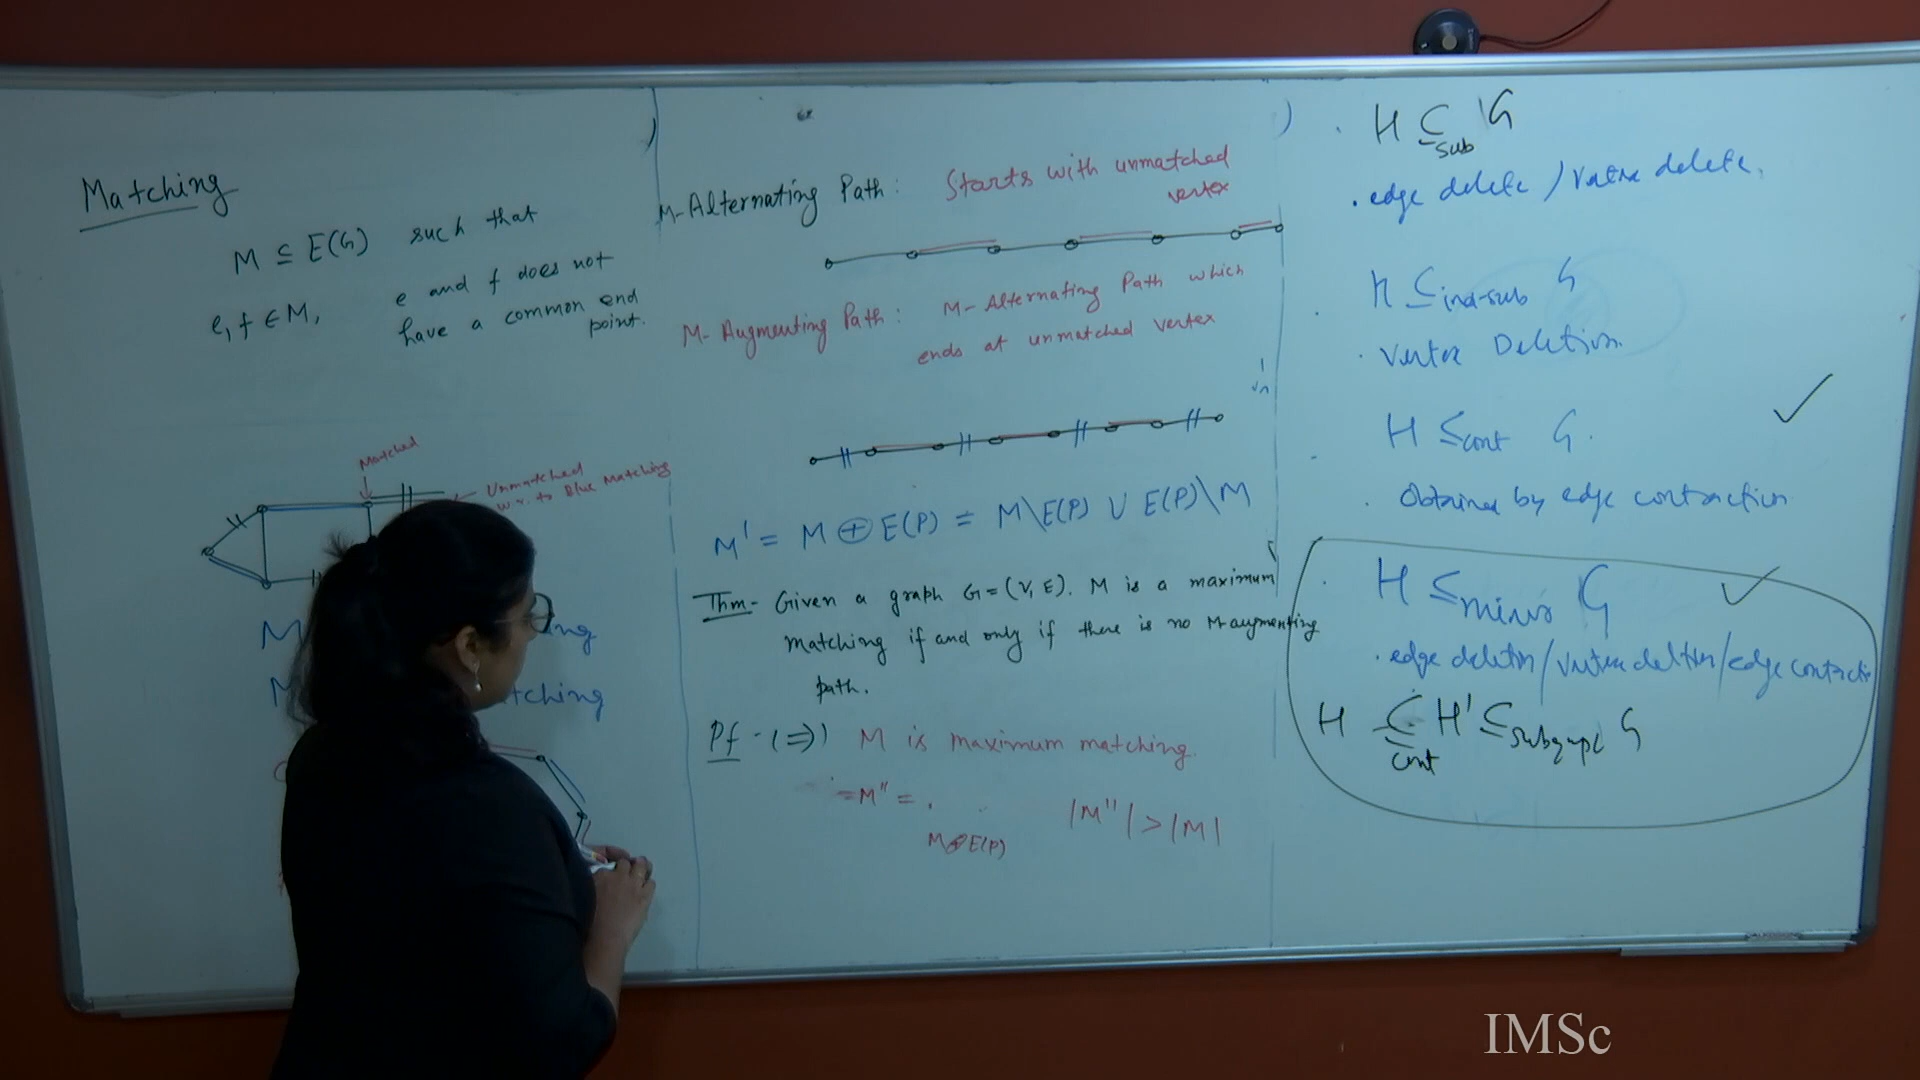 Matching
M ⊆ E(G) such that
e, f ∈ M, e and f does not
have a common end
point.
Matched
Unmatched
w.r. to Blue Matching
ing
tching
M-Alternating Path: Starts with unmatched
vertex
M-Augmenting Path: M-Alternating Path which
ends at unmatched vertex
M' = M ⊕ E(P) = M\E(P) ∪ E(P)\M
Thm- Given a graph G=(V,E). M is a maximum
matching if and only if there is no M-augmenting
path.
Pf - (⇒) M is maximum matching.
=M'' = .
M⊕E(P) |M''| > |M|
H ⊆sub G
. edge delete / vertex delete.
H ⊆ind-sub G
. vertex Deletion.
H ≤cont G.
. Obtained by edge contraction
H ≤minor G
. edge deletion/vertex deletion/edge contraction
H ≤cont H' ⊆subgraph G
IMSc